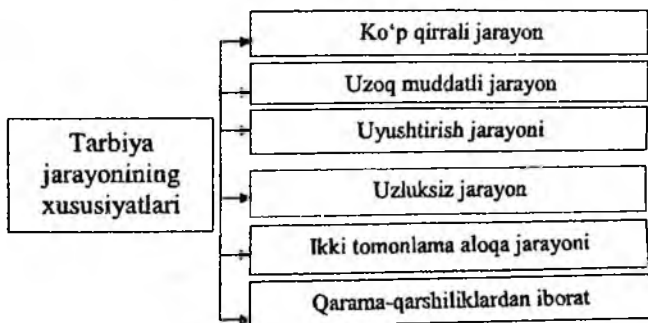 Tarbiya
jarayonining
xususiyatlari
Ko‘p qirrali jarayon
Uzoq muddatli jarayon
Uyushtirish jarayoni
Uzluksiz jarayon
Ikki tomonlama aloqa jarayoni
Qarama-qarshiliklardan iborat